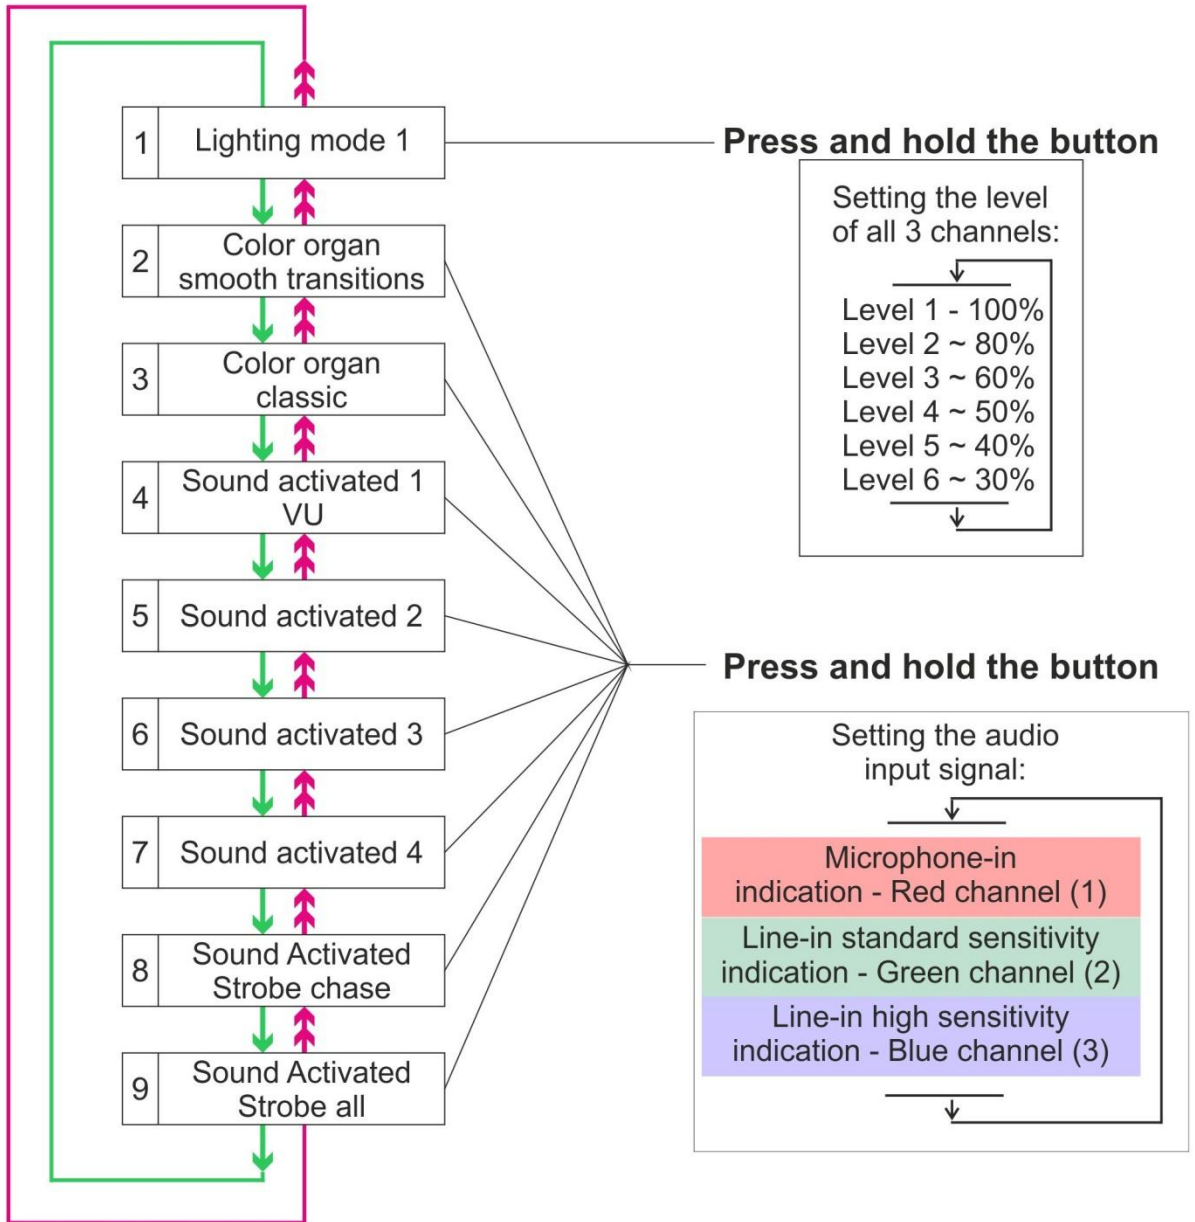 1
Lighting mode 1
2
Color organ
smooth transitions
3
Color organ
classic
4
Sound activated 1
VU
5
Sound activated 2
6
Sound activated 3
7
Sound activated 4
8
Sound Activated
Strobe chase
9
Sound Activated
Strobe all
Press and hold the button
Setting the level
of all 3 channels:
Level 1 - 100%
Level 2 ~ 80%
Level 3 ~ 60%
Level 4 ~ 50%
Level 5 ~ 40%
Level 6 ~ 30%
Press and hold the button
Setting the audio
input signal:
Microphone-in
indication - Red channel (1)
Line-in standard sensitivity
indication - Green channel (2)
Line-in high sensitivity
indication - Blue channel (3)